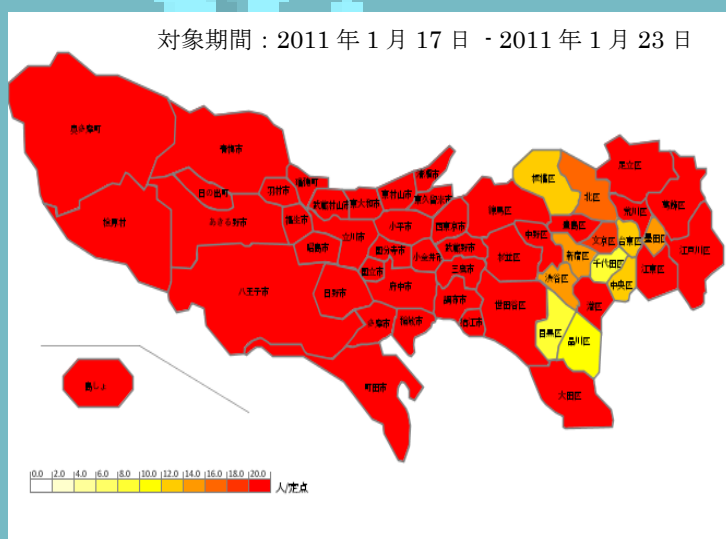 対象期間：2011年1月17日 - 2011年1月23日
奥多摩町
青梅市
日の出町
羽村市
瑞穂町
清瀬市
武蔵村山市
東大和市
東村山市
東久留米市
板橋区
北区
足立区
檜原村
あきる野市
福生市
昭島市
立川市
小平市
西東京市
練馬区
豊島区
荒川区
葛飾区
国分寺市
小金井市
武蔵野市
中野区
新宿区
文京区
台東区
墨田区
江戸川区
八王子市
日野市
国立市
府中市
三鷹市
杉並区
渋谷区
千代田区
中央区
江東区
多摩市
稲城市
調布市
狛江市
世田谷区
目黒区
品川区
港区
島しょ
町田市
大田区
0.0 2.0 4.0 6.0 8.0 10.0 12.0 14.0 16.0 18.0 20.0
人/定点